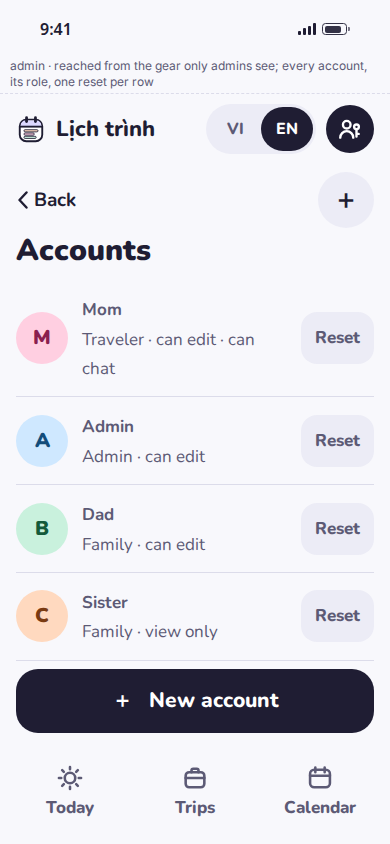 9:41
admin · reached from the gear only admins see; every account,
its role, one reset per row
Lịch trình
VI
EN
Back
+
Accounts
M
Mom
Traveler · can edit · can
chat
Reset
A
Admin
Admin · can edit
Reset
B
Dad
Family · can edit
Reset
C
Sister
Family · view only
Reset
+ New account
Today
Trips
Calendar